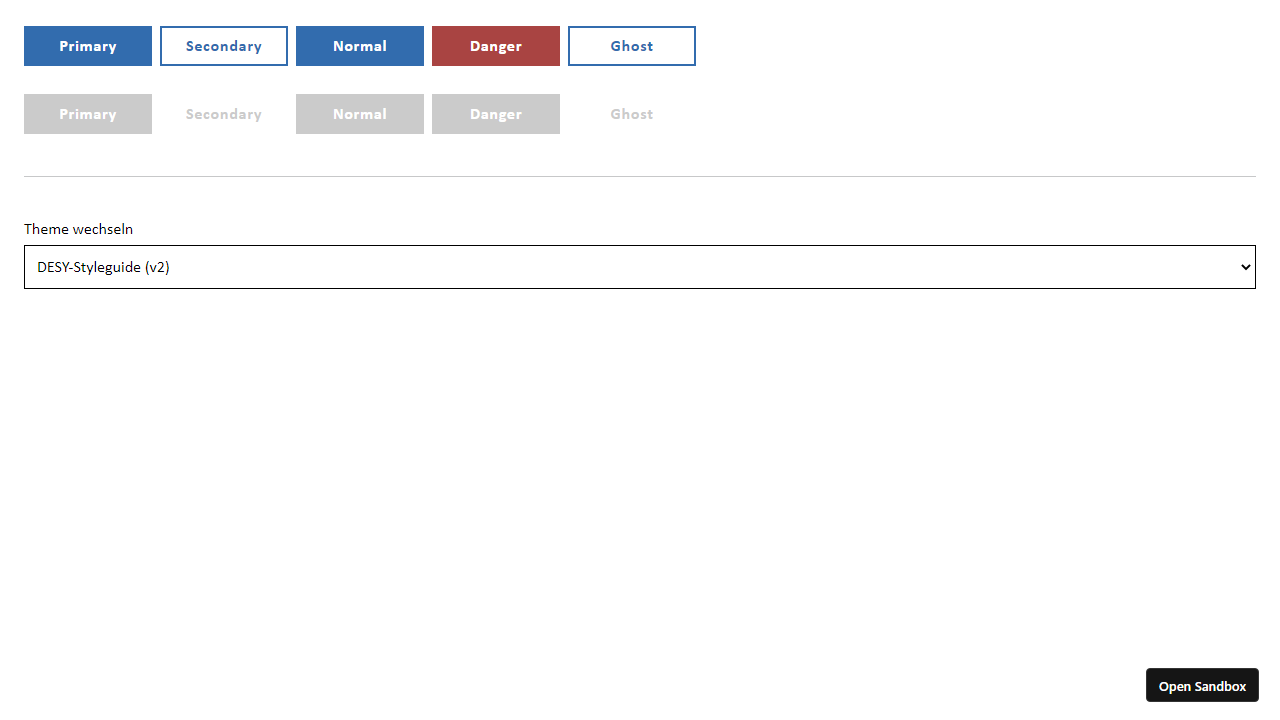 Primary Secondary Normal Danger Ghost
Primary Secondary Normal Danger Ghost
Theme wechseln
DESY-Styleguide (v2)
Open Sandbox